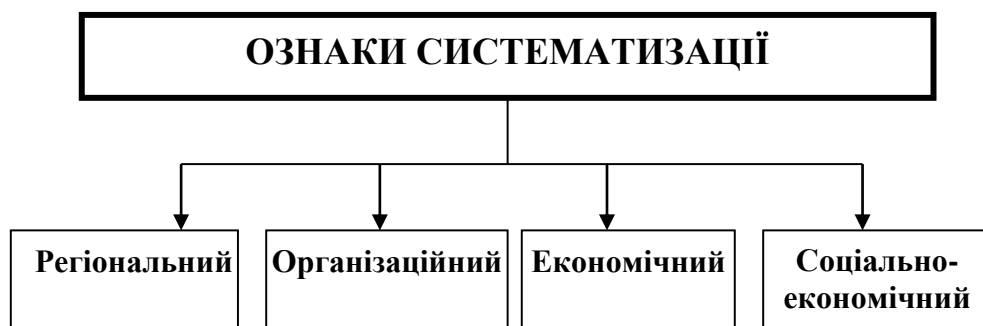 ОЗНАКИ СИСТЕМАТИЗАЦІЇ
Регіональний
Організаційний
Економічний
Соціально-
економічний